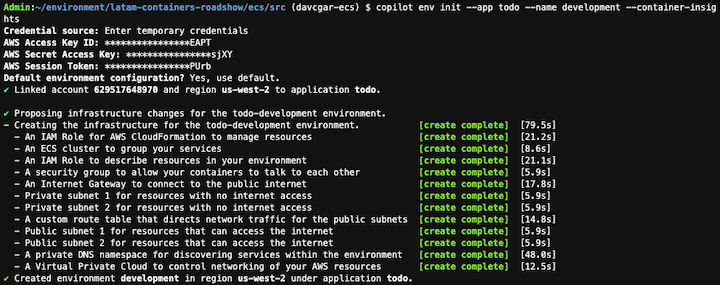 Admin:~/environment/latam-containers-roadshow/ecs/src (davcgar-ecs) $ copilot env init --app todo --name development --container-insig
hts
Credential source: Enter temporary credentials
AWS Access Key ID: ****************EAPT
AWS Secret Access Key: ****************sjXY
AWS Session Token: ****************PUrb
Default environment configuration? Yes, use default.
✔ Linked account 629517648970 and region us-west-2 to application todo.
✔ Proposing infrastructure changes for the todo-development environment.
- Creating the infrastructure for the todo-development environment. [create complete] [79.5s]
- An IAM Role for AWS CloudFormation to manage resources [create complete] [21.2s]
- An ECS cluster to group your services [create complete] [8.6s]
- An IAM Role to describe resources in your environment [create complete] [21.1s]
- A security group to allow your containers to talk to each other [create complete] [5.9s]
- An Internet Gateway to connect to the public internet [create complete] [17.8s]
- Private subnet 1 for resources with no internet access [create complete] [5.9s]
- Private subnet 2 for resources with no internet access [create complete] [5.9s]
- A custom route table that directs network traffic for the public subnets [create complete] [14.8s]
- Public subnet 1 for resources that can access the internet [create complete] [5.9s]
- Public subnet 2 for resources that can access the internet [create complete] [5.9s]
- A private DNS namespace for discovering services within the environment [create complete] [48.0s]
- A Virtual Private Cloud to control networking of your AWS resources [create complete] [12.5s]
✔ Created environment development in region us-west-2 under application todo.